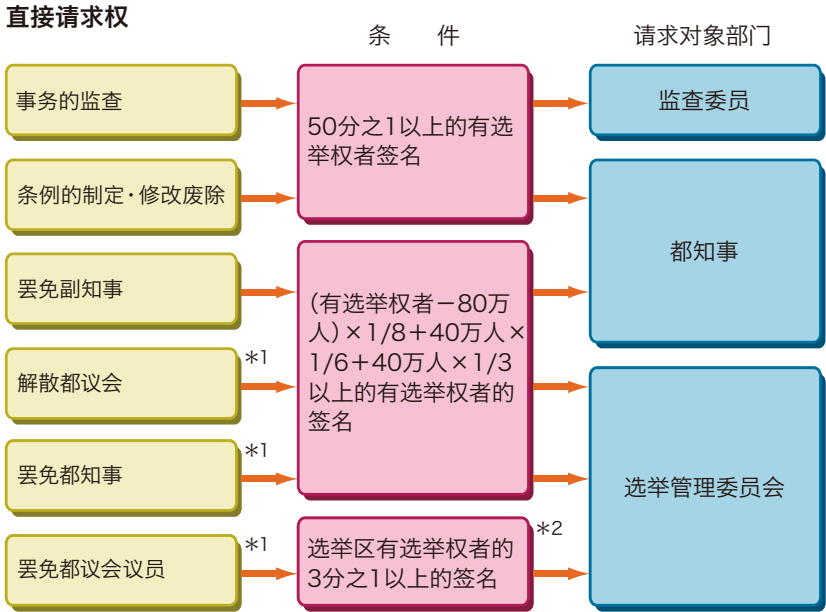 直接请求权
条　件
请求对象部门
事务的监查
条例的制定·修改废除
罢免副知事
解散都议会
＊1
罢免都知事
＊1
罢免都议会议员
＊1
50分之1以上的有选
举权者签名
（有选举权者－80万
人）×1/8＋40万人×
1/6＋40万人×1/3
以上的有选举权者的
签名
选举区有选举权者的
3分之1以上的签名
＊2
监查委员
都知事
选举管理委员会